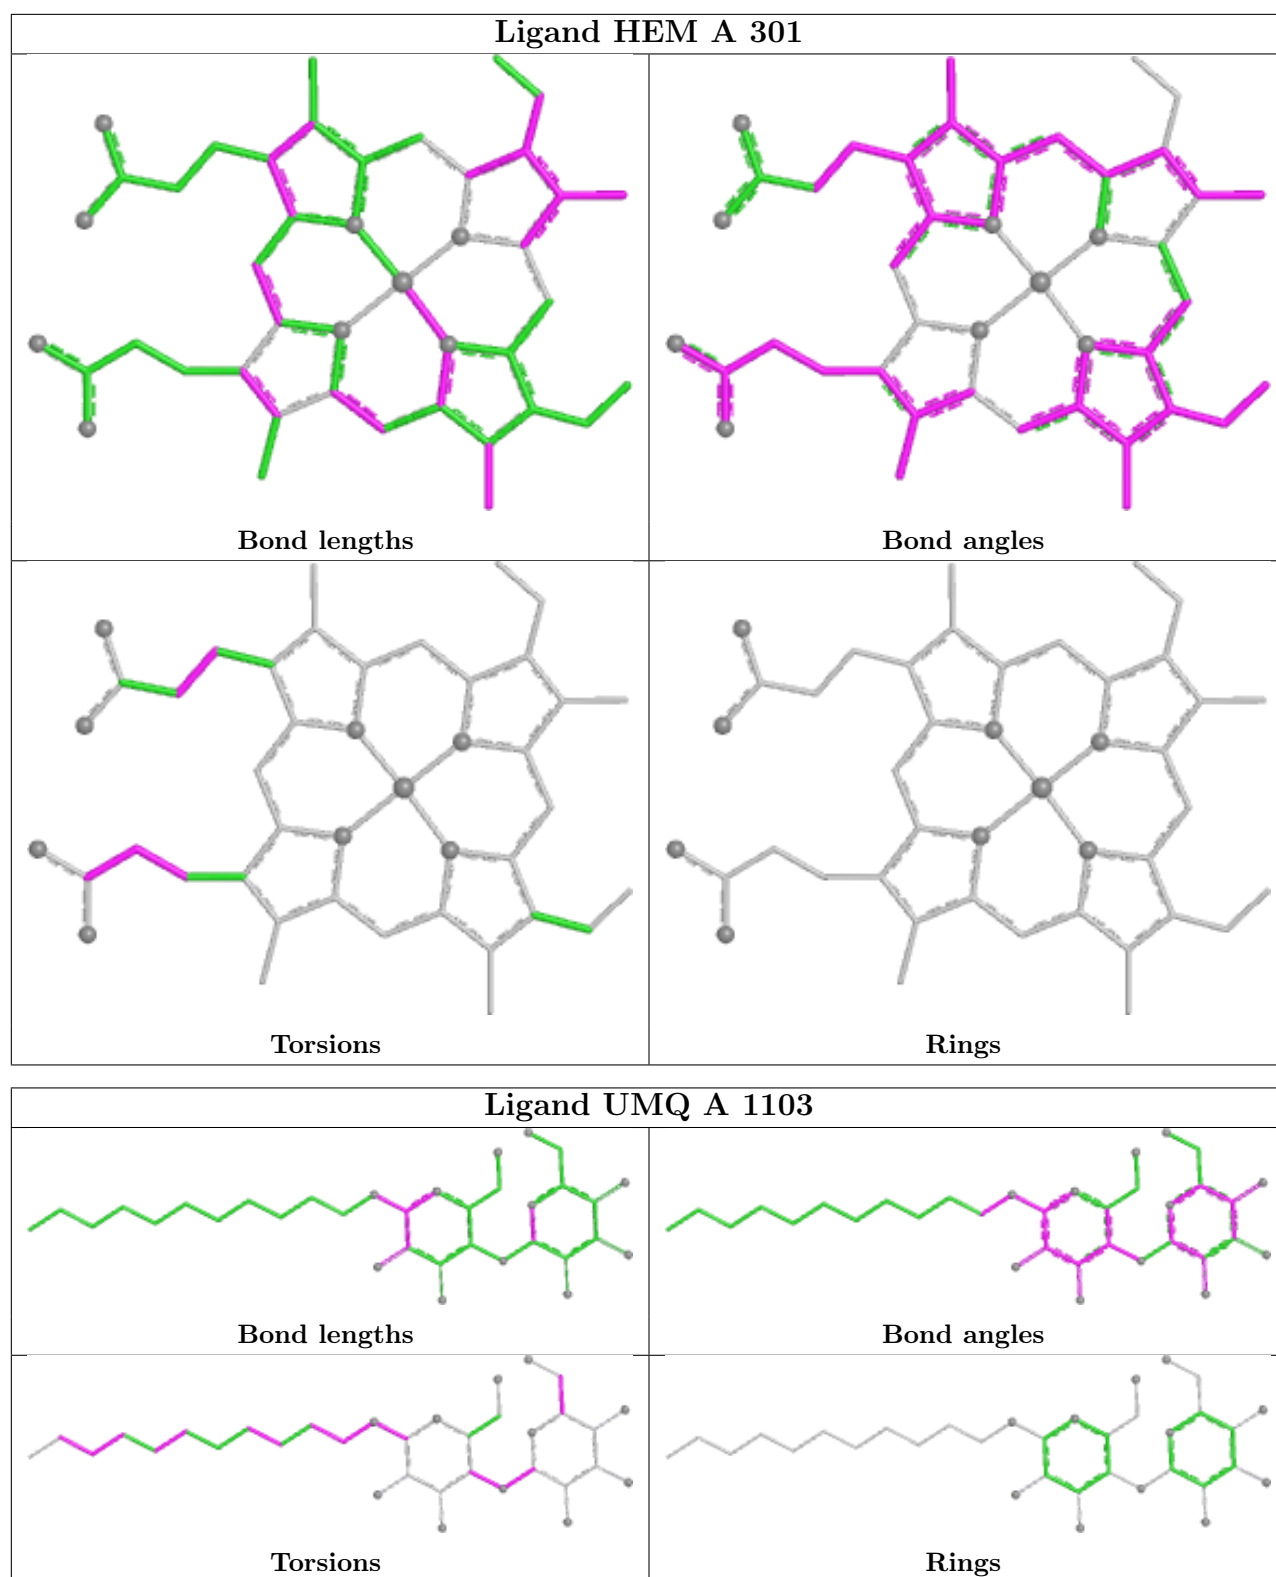 Ligand HEM A 301
Bond lengths
Bond angles
Torsions
Rings
Ligand UMQ A 1103
Bond lengths
Bond angles
Torsions
Rings